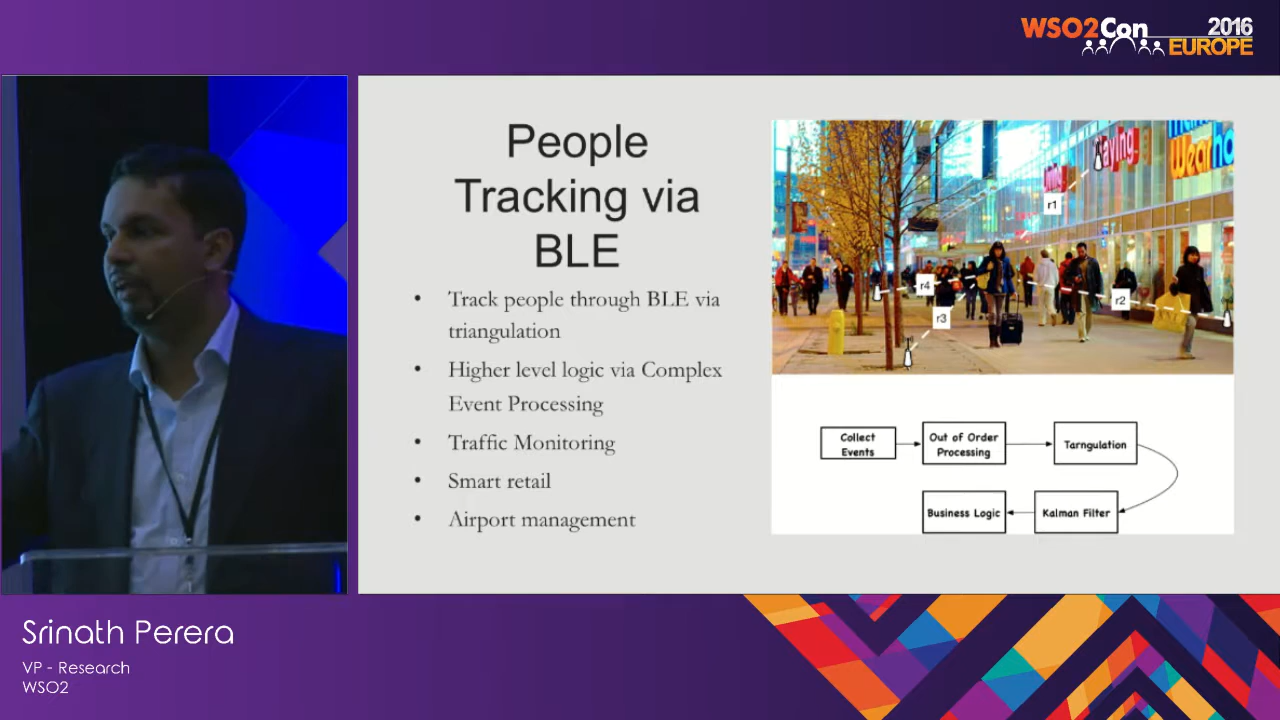 WSO2Con 2016
EUROPE
People
Tracking via
BLE
• Track people through BLE via
triangulation
• Higher level logic via Complex
Event Processing
• Traffic Monitoring
• Smart retail
• Airport management
r1
r4
r2
r3
Collect
Events
Out of Order
Processing
Tarngulation
Business Logic
Kalman Filter
Srinath Perera
VP - Research
WSO2